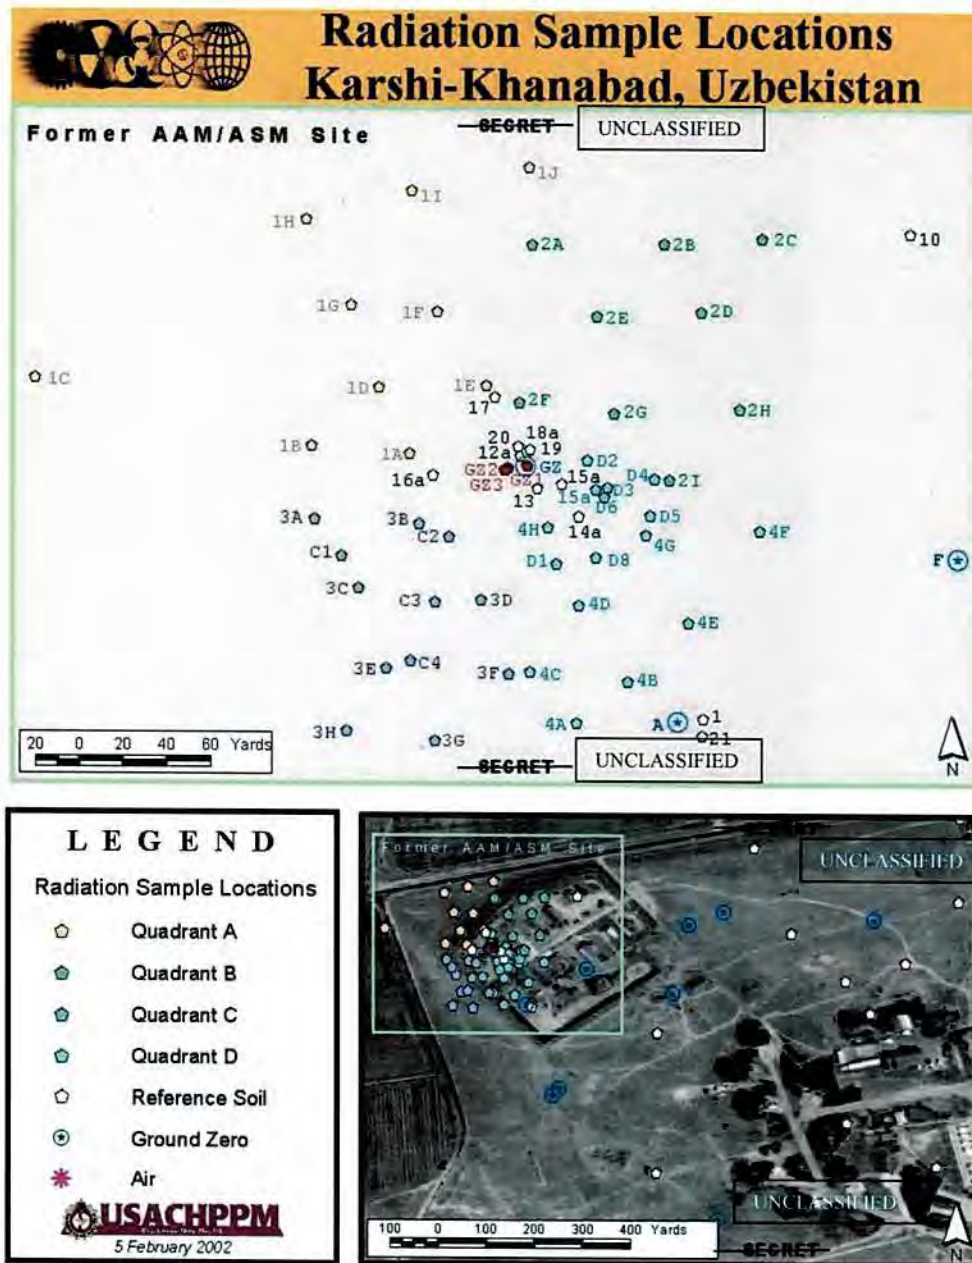 Radiation Sample Locations
Karshi-Khanabad, Uzbekistan
Former AAM/ASM Site
SECRET
UNCLASSIFIED
1J
1I
1H
2A
2B
2C
10
1G
1F
2E
2D
1C
1D
1E
17
2F
2G
2H
1B
1A
20
18a
12a
19
16a
GZ2
GZ
GZ3
GZ1
D2
D4
2I
13
15a
15a
D3
D6
3A
3B
C2
4H
14a
D5
4G
4F
C1
D1
D8
F
3C
C3
3D
4D
4E
3E
C4
3F
4C
4B
3H
3G
4A
A
1
21
20 0 20 40 60 Yards
SECRET
UNCLASSIFIED
N
LEGEND
Radiation Sample Locations
Quadrant A
Quadrant B
Quadrant C
Quadrant D
Reference Soil
Ground Zero
Air
USACHPPM
5 February 2002
Former AAM/ASM Site
UNCLASSIFIED
UNCLASSIFIED
100 0 100 200 300 400 Yards
SECRET
N